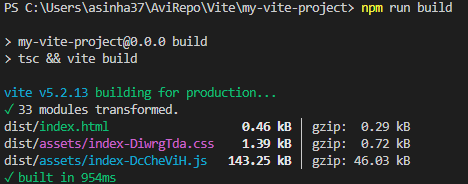 PS C:\Users\asinha37\AviRepo\Vite\my-vite-project> npm run build
> my-vite-project@0.0.0 build
> tsc && vite build
vite v5.2.13 building for production...
✓ 33 modules transformed.
dist/index.html 0.46 kB │ gzip: 0.29 kB
dist/assets/index-DiwrgTda.css 1.39 kB │ gzip: 0.72 kB
dist/assets/index-DcCheViH.js 143.25 kB │ gzip: 46.03 kB
✓ built in 954ms